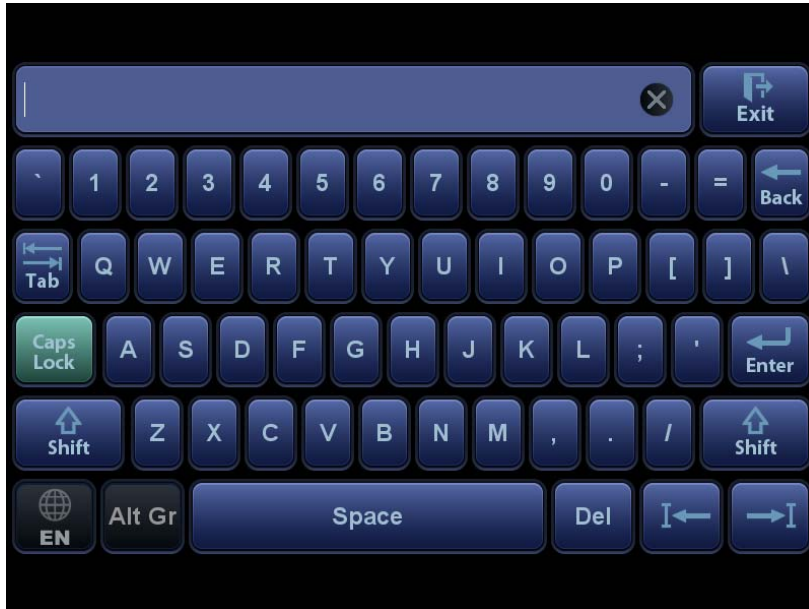 Exit
` 1 2 3 4 5 6 7 8 9 0 - = Back
Tab Q W E R T Y U I O P [ ] \
Caps Lock A S D F G H J K L ; ' Enter
Shift Z X C V B N M , . / Shift
EN Alt Gr Space Del